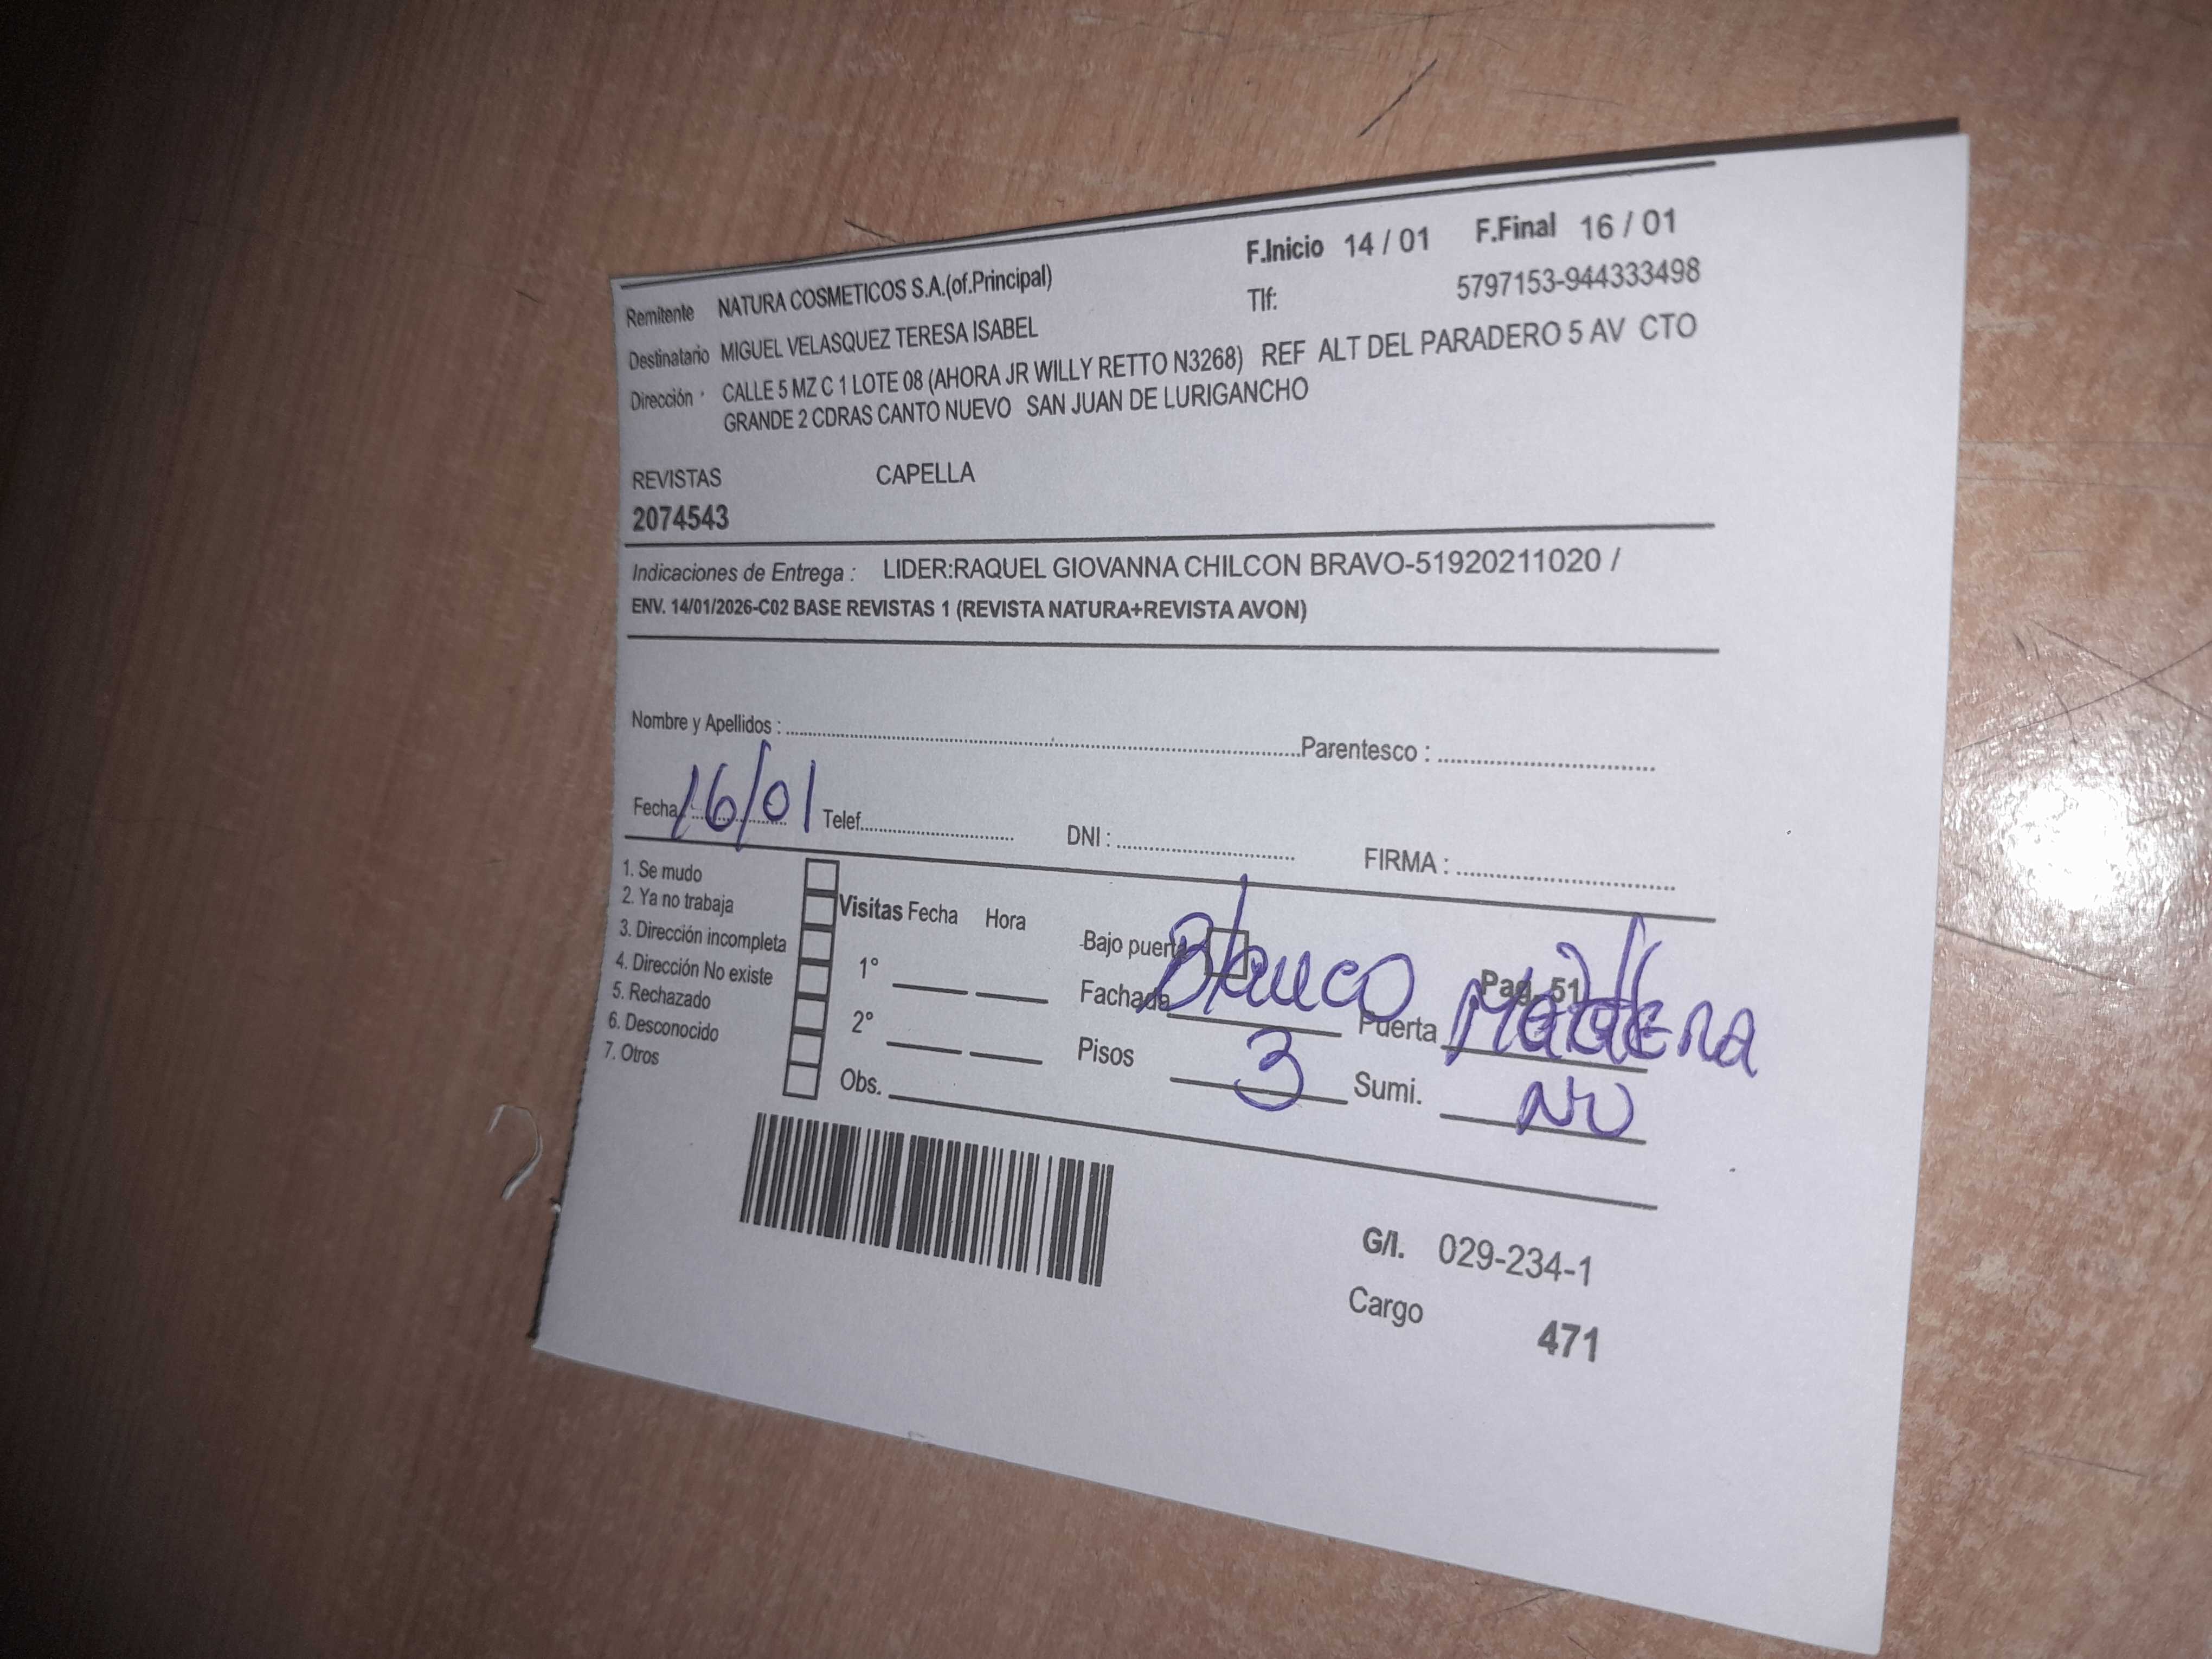 F.Inicio 14 / 01 F.Final 16 / 01
Remitente NATURA COSMETICOS S.A.(of.Principal) Tlf: 5797153-944333498
Destinatario MIGUEL VELASQUEZ TERESA ISABEL
Dirección : CALLE 5 MZ C 1 LOTE 08 (AHORA JR WILLY RETTO N3268) REF ALT DEL PARADERO 5 AV CTO
GRANDE 2 CDRAS CANTO NUEVO SAN JUAN DE LURIGANCHO
REVISTAS CAPELLA
2074543
Indicaciones de Entrega : LIDER:RAQUEL GIOVANNA CHILCON BRAVO-51920211020 /
ENV. 14/01/2026-C02 BASE REVISTAS 1 (REVISTA NATURA+REVISTA AVON)
Nombre y Apellidos : Parentesco :
Fecha 16/01 Telef. DNI : FIRMA :
1. Se mudo
2. Ya no trabaja
3. Dirección incompleta
4. Dirección No existe
5. Rechazado
6. Desconocido
7. Otros
Visitas Fecha Hora
1°
2°
Obs.
Bajo puerta
Pag. 51
Fachada Blanco Puerta Madera
Pisos 3 Sumi. NO
G/I. 029-234-1
Cargo 471